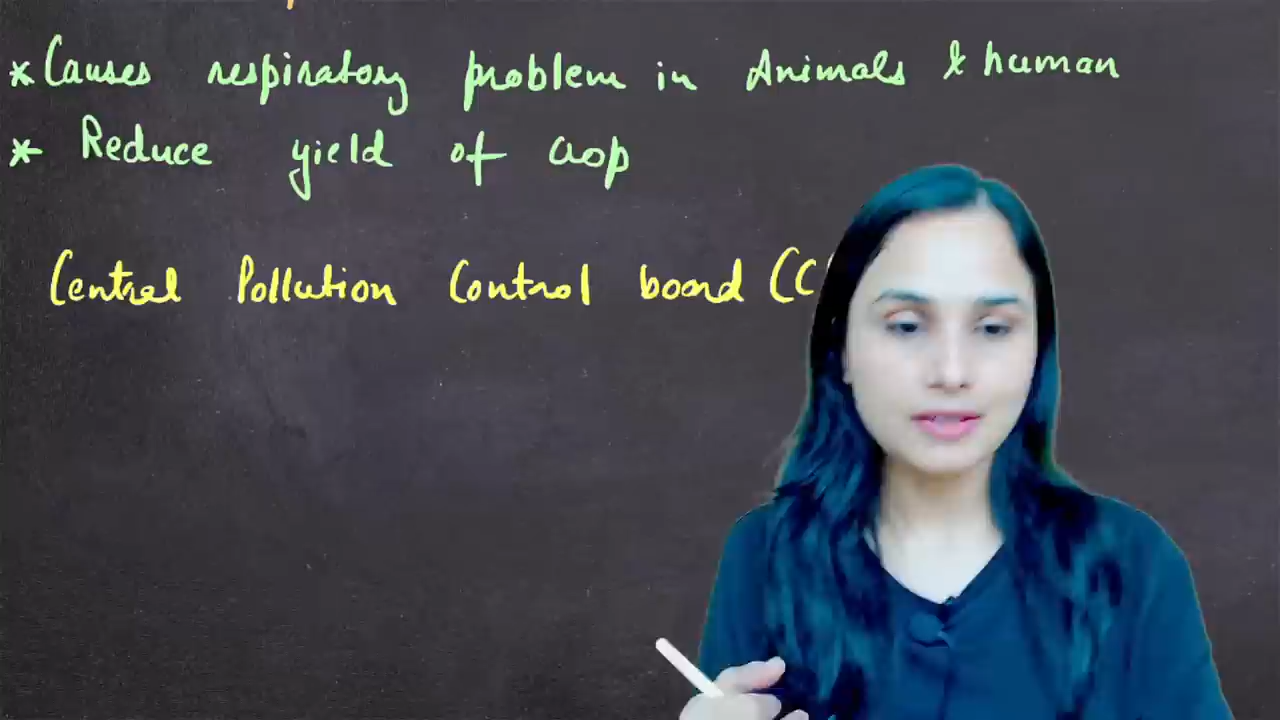 * Causes respiratory problem in Animals & human
* Reduce yield of crop
Central Pollution Control board (C